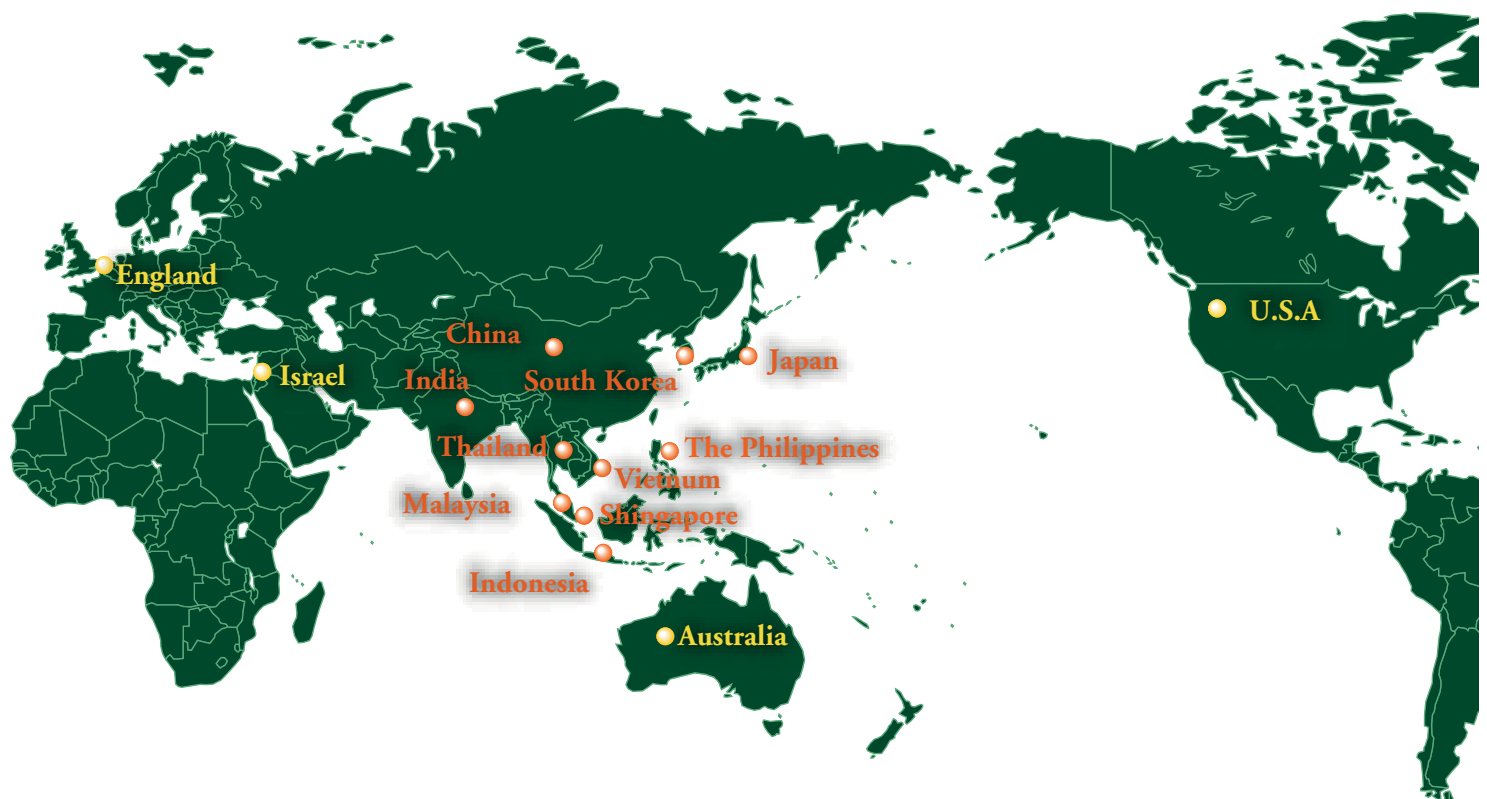 England
U.S.A
China
Japan
Israel
India
South Korea
Thailand
The Philippines
Vietnum
Malaysia
Shingapore
Indonesia
Australia